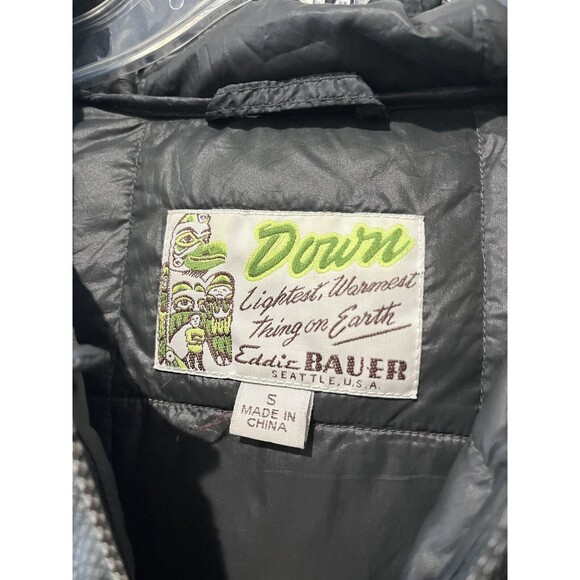 Down
Lightest, Warmest
Thing on Earth
Eddie BAUER
SEATTLE, U.S.A.
S
MADE IN
CHINA